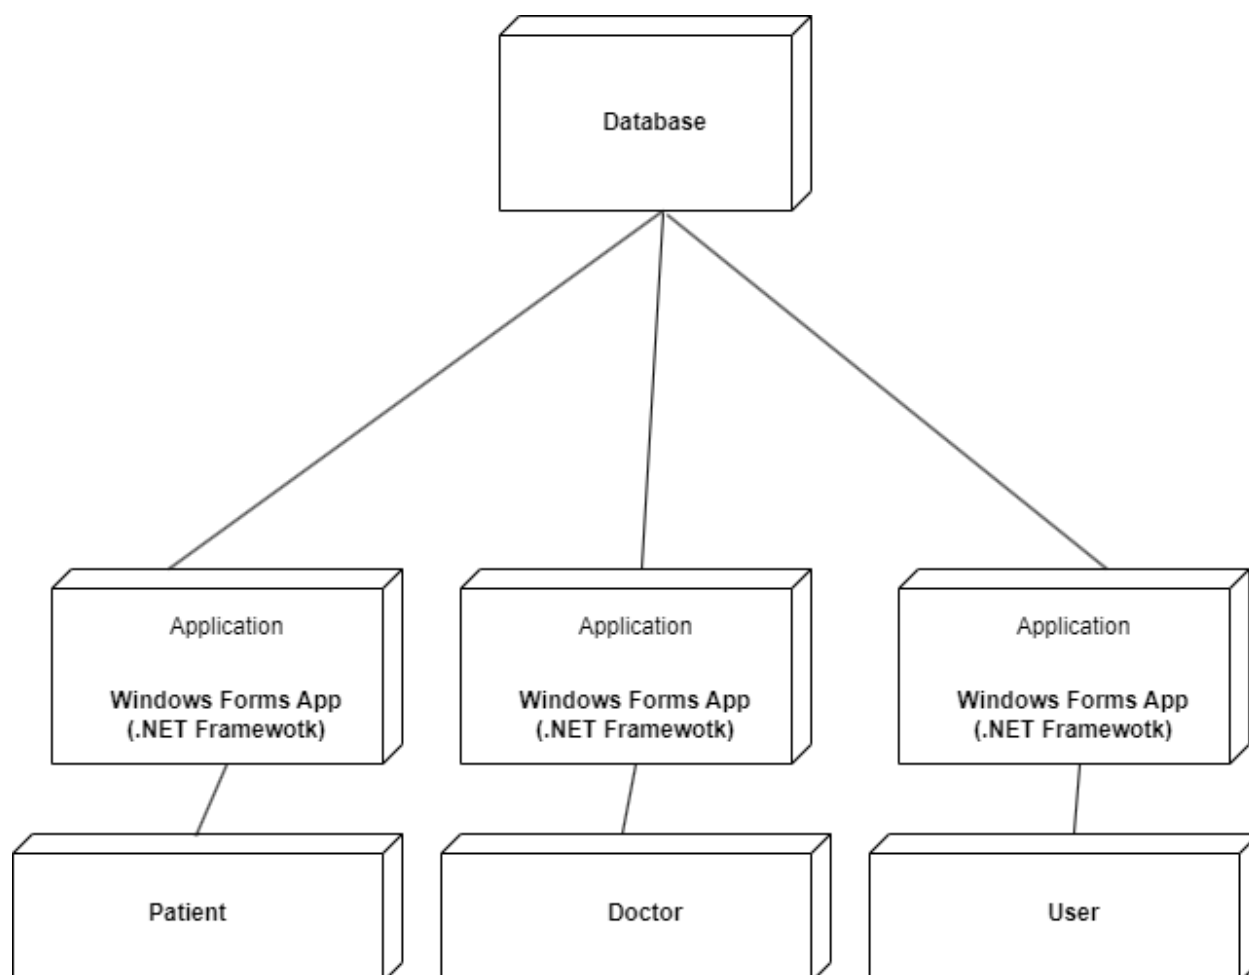 Database
Application
Windows Forms App
(.NET Framewotk)
Application
Windows Forms App
(.NET Framewotk)
Application
Windows Forms App
(.NET Framewotk)
Patient
Doctor
User